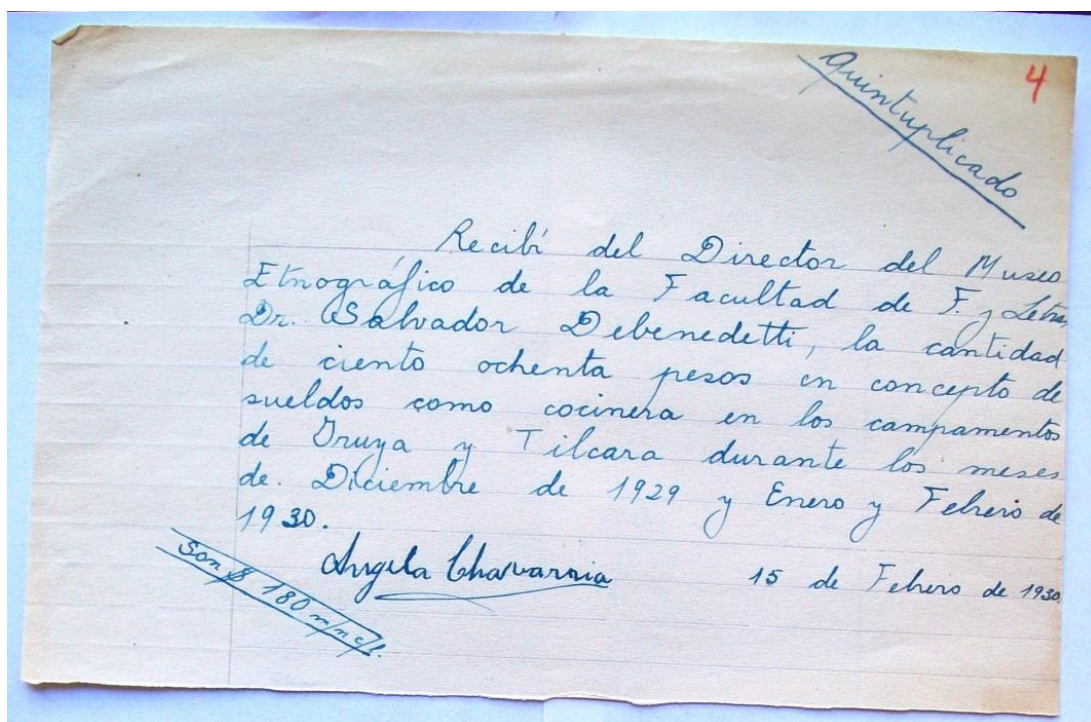 4
Quintuplicado
Recibí del Director del Museo
Etnográfico de la Facultad de F. y Letras,
Dr. Salvador Debenedetti, la cantidad
de ciento ochenta pesos en concepto de
sueldos como cocinera en los campamentos
de Iruya y Tilcara durante los meses
de Diciembre de 1929 y Enero y Febrero de
1930.
Angela Chavarria
15 de Febrero de 1930.
Son $ 180 m/n c/l.